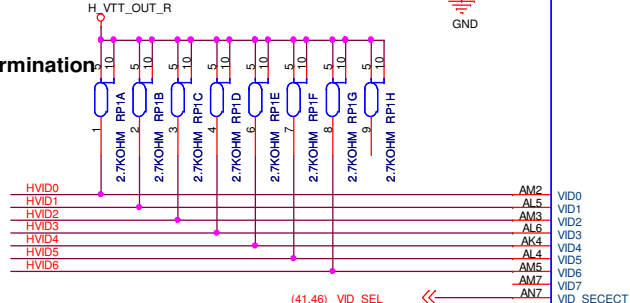 H_VTT_OUT_R
GND
rmination
5 10 5 10 5 10 5 10 5 10 5 10 5 10 5 10
2.7KOHM RP1A
2.7KOHM RP1B
2.7KOHM RP1C
2.7KOHM RP1D
2.7KOHM RP1E
2.7KOHM RP1F
2.7KOHM RP1G
2.7KOHM RP1H
1 2 3 4 6 7 8 9
HVID0 AM2 VID0
HVID1 AL5 VID1
HVID2 AM3 VID2
HVID3 AL6 VID3
HVID4 AK4 VID4
HVID5 AL4 VID5
HVID6 AM5 VID6
AM7 VID7
(41,46) VID_SEL AN7 VID_SECECT